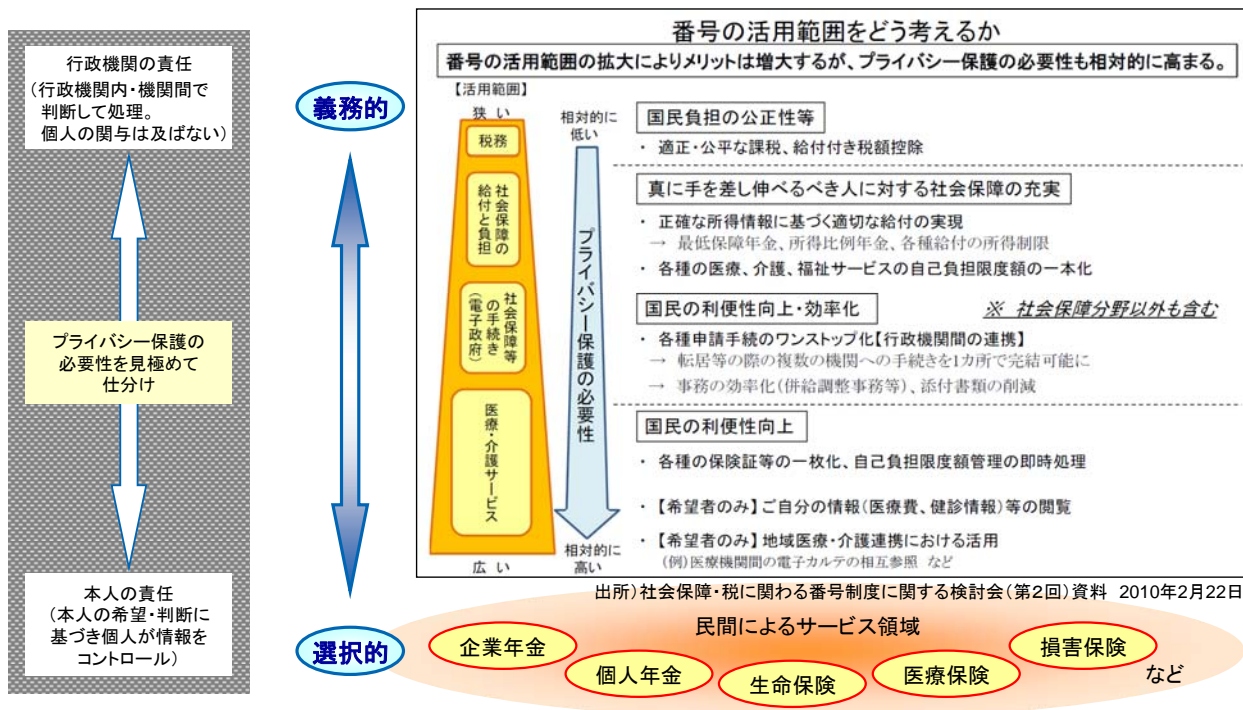 行政機関の責任
(行政機関内・機関間で
判断して処理。
個人の関与は及ばない)
プライバシー保護の
必要性を見極めて
仕分け
本人の責任
(本人の希望・判断に
基づき個人が情報を
コントロール)
義務的
選択的
番号の活用範囲をどう考えるか
番号の活用範囲の拡大によりメリットは増大するが、プライバシー保護の必要性も相対的に高まる。
【活用範囲】
狭 い
税務
社会保障の
給付と負担
社会保障等
の手続き
(電子政府)
医療・介護サービス
広 い
相対的に
低い
プライバシー保護の必要性
相対的に
高い
国民負担の公正性等
・ 適正・公平な課税、給付付き税額控除
真に手を差し伸べるべき人に対する社会保障の充実
・ 正確な所得情報に基づく適切な給付の実現
→ 最低保障年金、所得比例年金、各種給付の所得制限
・ 各種の医療、介護、福祉サービスの自己負担限度額の一本化
国民の利便性向上・効率化
※ 社会保障分野以外も含む
・ 各種申請手続のワンストップ化【行政機関間の連携】
→ 転居等の際の複数の機関への手続きを1カ所で完結可能に
→ 事務の効率化(併給調整事務等)、添付書類の削減
国民の利便性向上
・ 各種の保険証等の一枚化、自己負担限度額管理の即時処理
・ 【希望者のみ】ご自分の情報(医療費、健診情報)等の閲覧
・ 【希望者のみ】地域医療・介護連携における活用
(例)医療機関間の電子カルテの相互参照 など
出所)社会保障・税に関わる番号制度に関する検討会(第2回)資料 2010年2月22日
民間によるサービス領域
企業年金
個人年金
生命保険
医療保険
損害保険
など